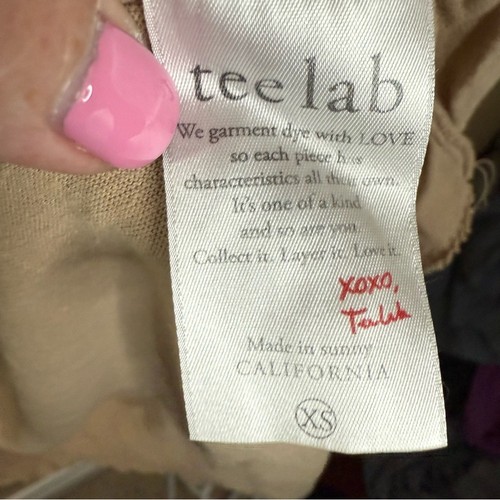 tee lab
We garment dye with LOVE
so each piece has
characteristics all their own.
It's one of a kind
and so are you.
Collect it. Layer it. Love it.
xoxo,
TeeLab
Made in sunny
CALIFORNIA
XS